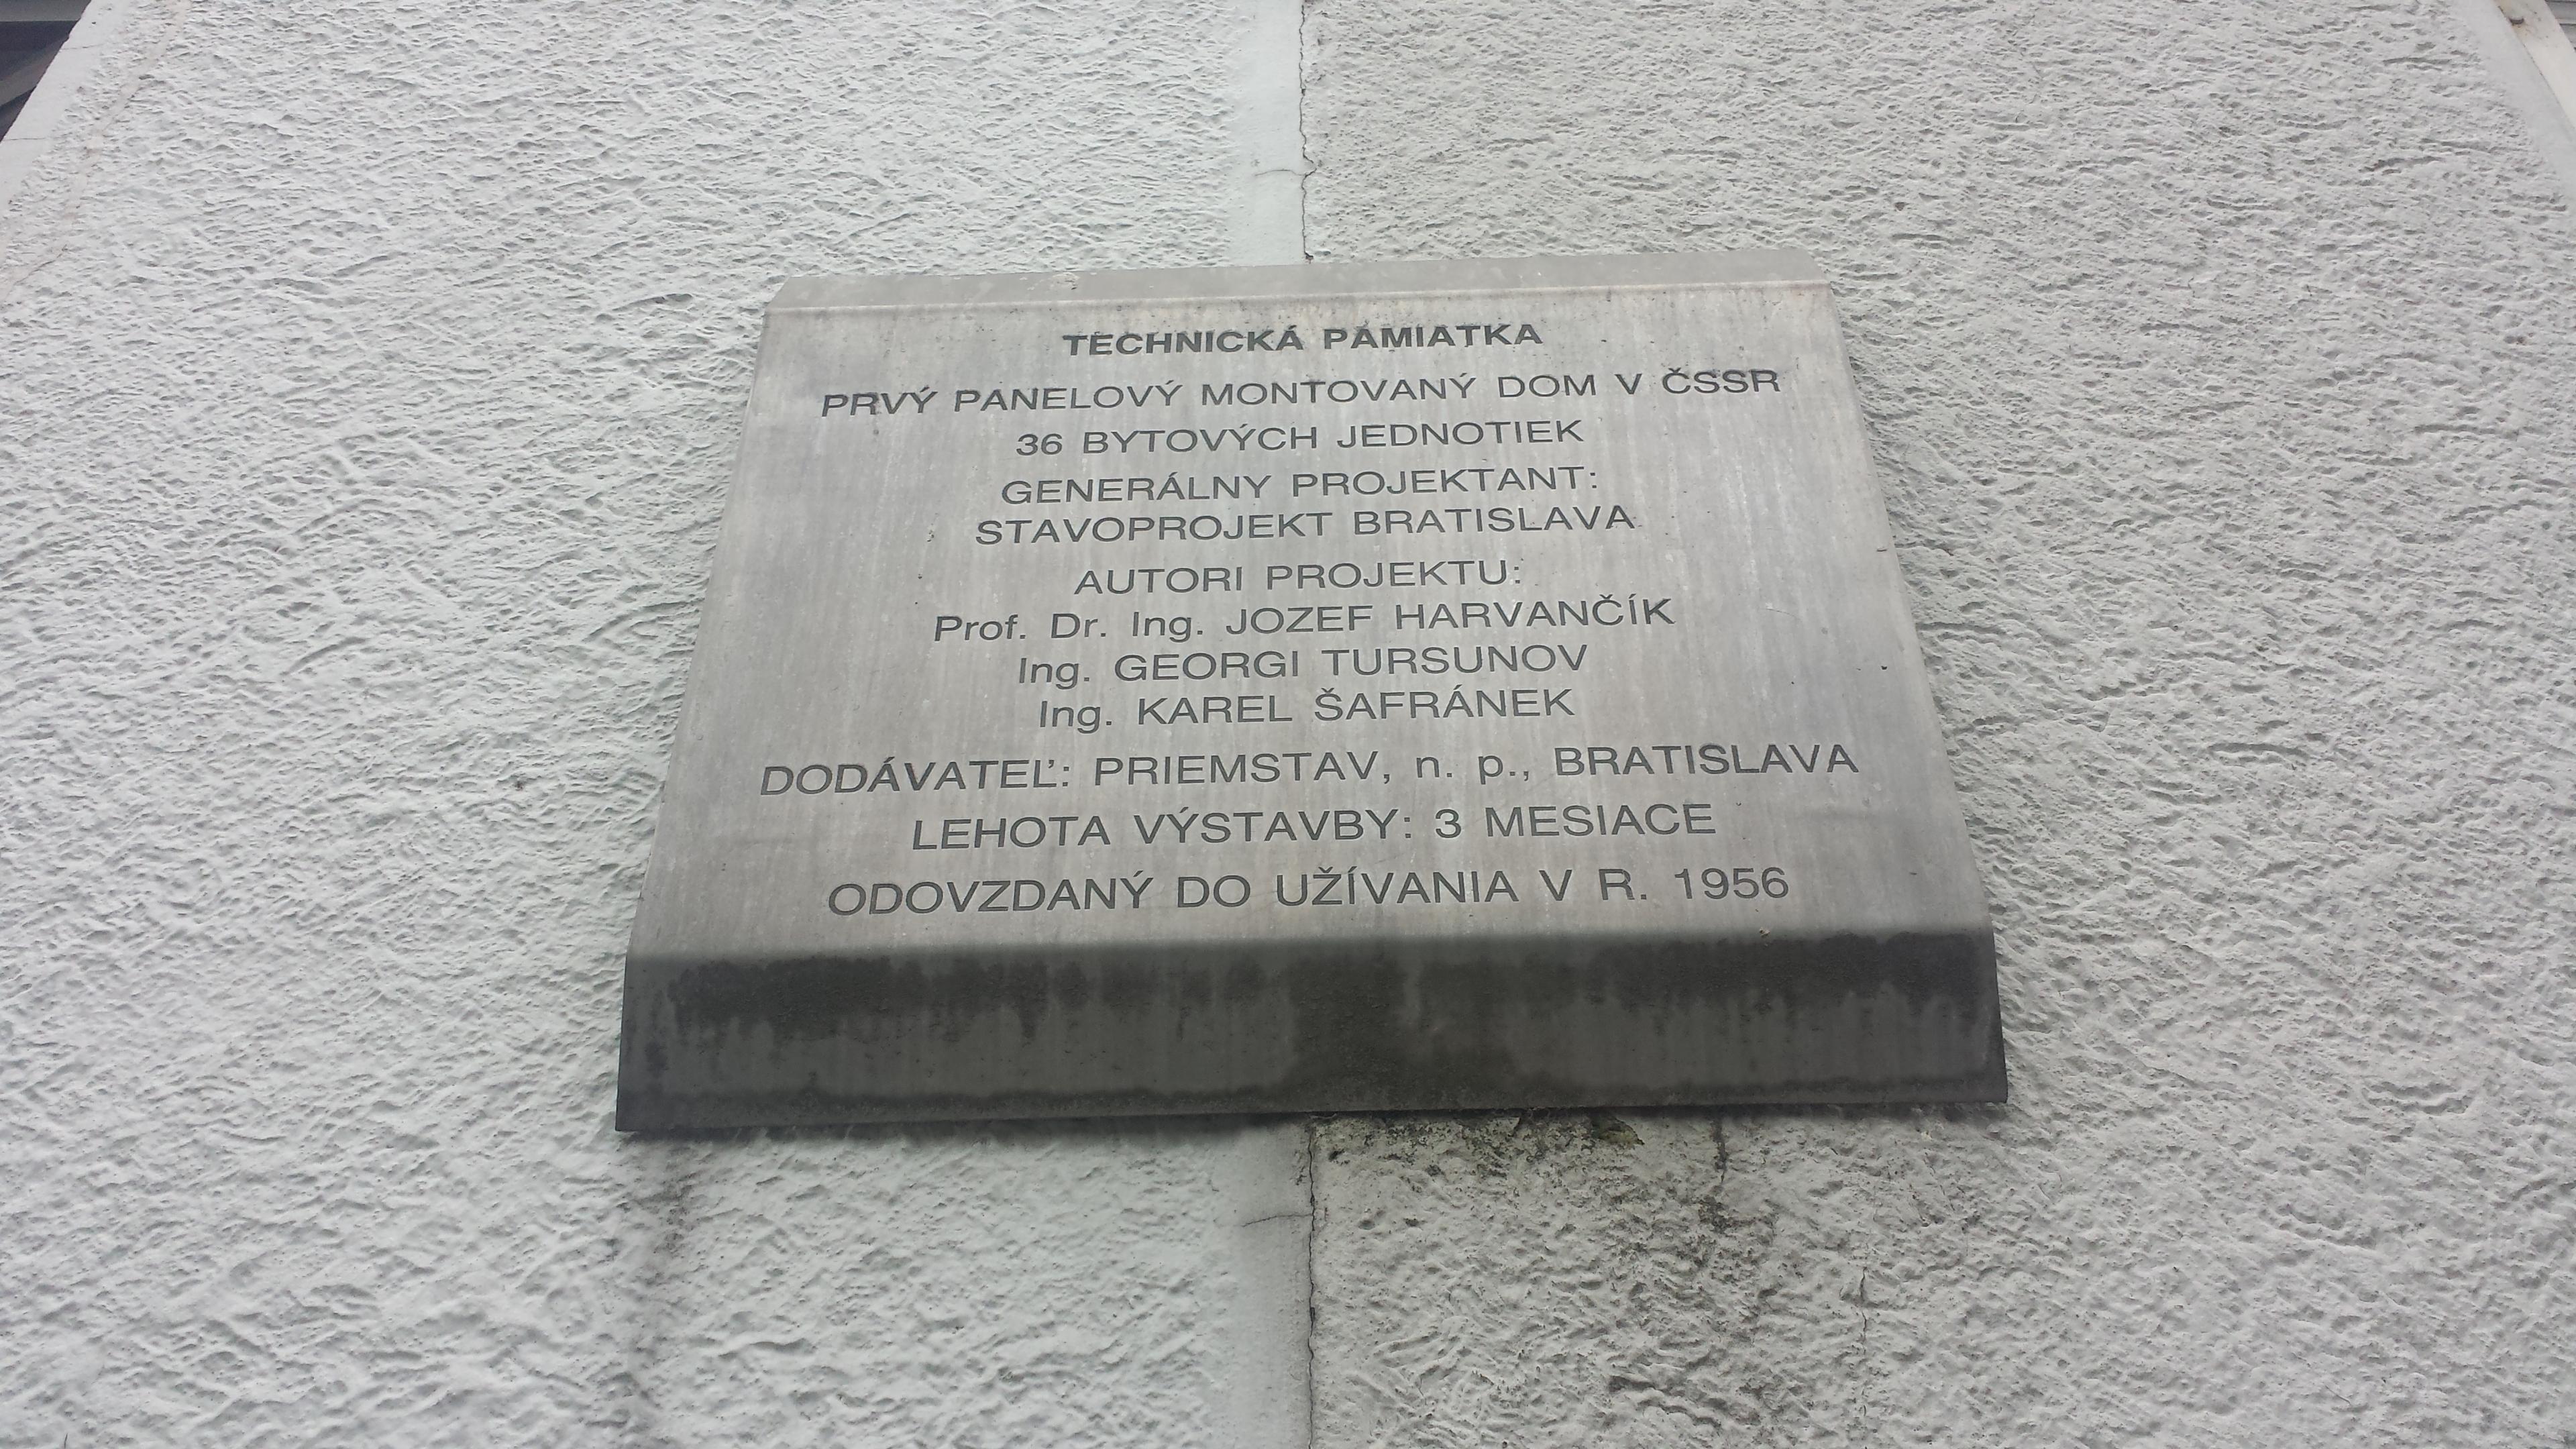 TECHNICKÁ PAMIATKA
PRVÝ PANELOVÝ MONTOVANÝ DOM V ČSSR
36 BYTOVÝCH JEDNOTIEK
GENERÁLNY PROJEKTANT:
STAVOPROJEKT BRATISLAVA
AUTORI PROJEKTU:
Prof. Dr. Ing. JOZEF HARVANČÍK
Ing. GEORGI TURSUNOV
Ing. KAREL ŠAFRÁNEK
DODÁVATEĽ: PRIEMSTAV, n. p., BRATISLAVA
LEHOTA VÝSTAVBY: 3 MESIACE
ODOVZDANÝ DO UŽÍVANIA V R. 1956